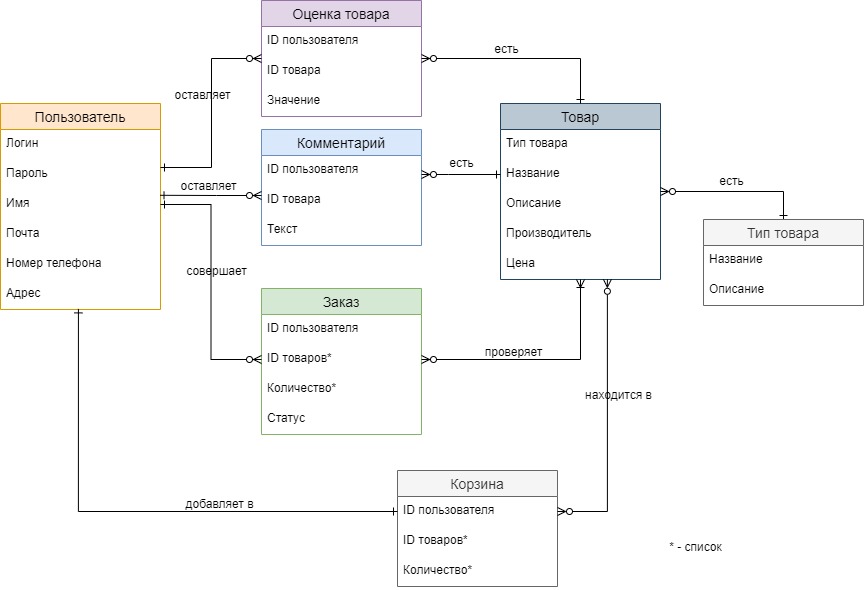 Оценка товара
ID пользователя
ID товара
Значение
есть
оставляет
Пользователь
Логин
Пароль
Имя
Почта
Номер телефона
Адрес
Комментарий
ID пользователя
ID товара
Текст
оставляет
есть
Товар
Тип товара
Название
Описание
Производитель
Цена
есть
Тип товара
Название
Описание
совершает
Заказ
ID пользователя
ID товаров*
Количество*
Статус
проверяет
находится в
добавляет в
Корзина
ID пользователя
ID товаров*
Количество*
* - список